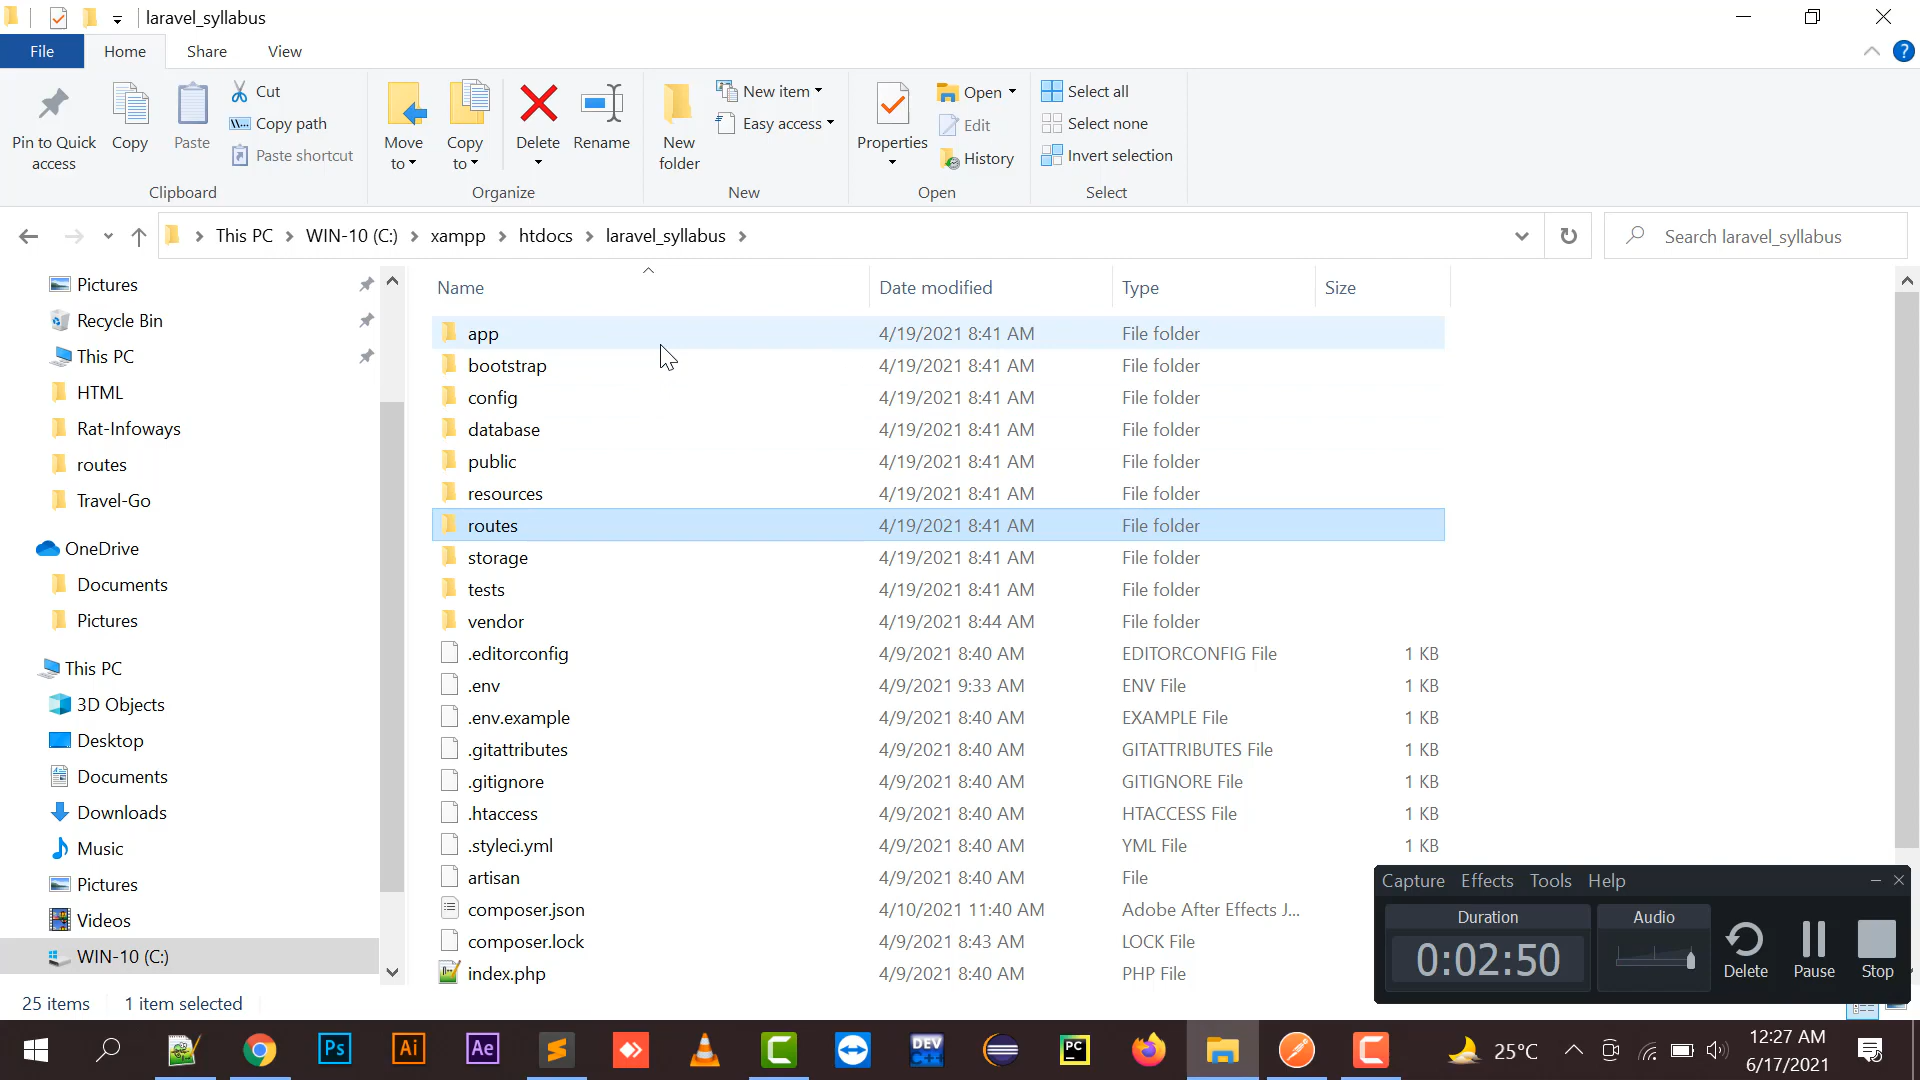 laravel_syllabus
File
Home
Share
View
?
Pin to Quick
access
Copy
Paste
Cut
Copy path
Paste shortcut
Clipboard
Move
to
Copy
to
Delete
Rename
Organize
New
folder
New item
Easy access
New
Properties
Open
Edit
History
Open
Select all
Select none
Invert selection
Select
This PC
WIN-10 (C:)
xampp
htdocs
laravel_syllabus
Search laravel_syllabus
Pictures
Recycle Bin
This PC
HTML
Rat-Infoways
routes
Travel-Go
OneDrive
Documents
Pictures
This PC
3D Objects
Desktop
Documents
Downloads
Music
Pictures
Videos
WIN-10 (C:)
Name Date modified Type Size
app 4/19/2021 8:41 AM File folder
bootstrap 4/19/2021 8:41 AM File folder
config 4/19/2021 8:41 AM File folder
database 4/19/2021 8:41 AM File folder
public 4/19/2021 8:41 AM File folder
resources 4/19/2021 8:41 AM File folder
routes 4/19/2021 8:41 AM File folder
storage 4/19/2021 8:41 AM File folder
tests 4/19/2021 8:41 AM File folder
vendor 4/19/2021 8:44 AM File folder
.editorconfig 4/9/2021 8:40 AM EDITORCONFIG File 1 KB
.env 4/9/2021 9:33 AM ENV File 1 KB
.env.example 4/9/2021 8:40 AM EXAMPLE File 1 KB
.gitattributes 4/9/2021 8:40 AM GITATTRIBUTES File 1 KB
.gitignore 4/9/2021 8:40 AM GITIGNORE File 1 KB
.htaccess 4/9/2021 8:40 AM HTACCESS File 1 KB
.styleci.yml 4/9/2021 8:40 AM YML File 1 KB
artisan 4/9/2021 8:40 AM File
composer.json 4/10/2021 11:40 AM Adobe After Effects J...
composer.lock 4/9/2021 8:43 AM LOCK File
index.php 4/9/2021 8:40 AM PHP File
Capture Effects Tools Help
Duration
0:02:50
Audio
Delete
Pause
Stop
25 items 1 item selected
Ps
Ai
Ae
DEV
C++
PC
25°C
12:27 AM
6/17/2021